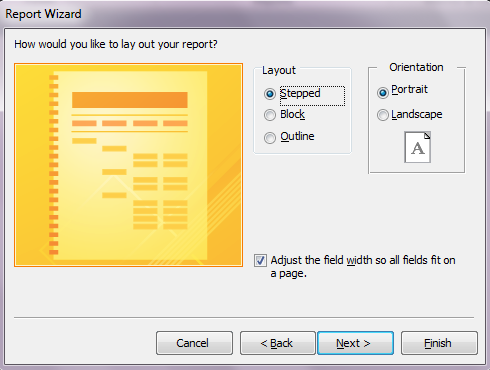 Report Wizard
How would you like to lay out your report?
Layout
Stepped
Block
Outline
Orientation
Portrait
Landscape
A
Adjust the field width so all fields fit on
a page.
Cancel
< Back
Next >
Finish